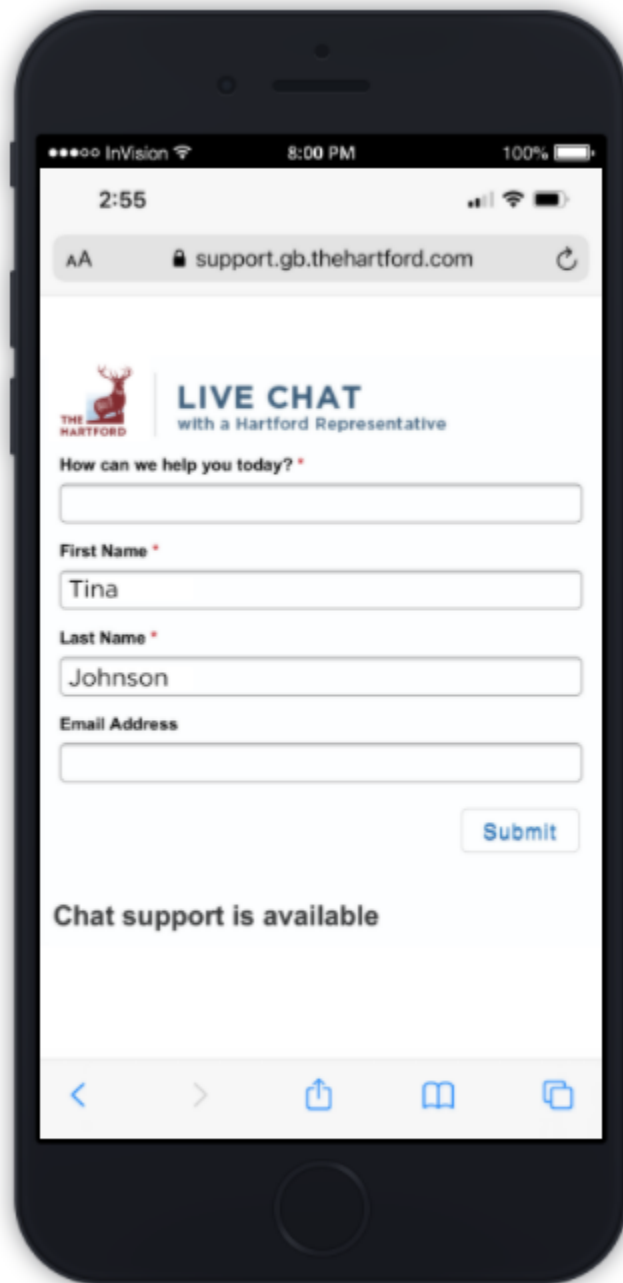 InVision 8:00 PM 100%
2:55
AA support.gb.thehartford.com
THE HARTFORD
LIVE CHAT
with a Hartford Representative
How can we help you today? *
First Name *
Tina
Last Name *
Johnson
Email Address
Submit
Chat support is available